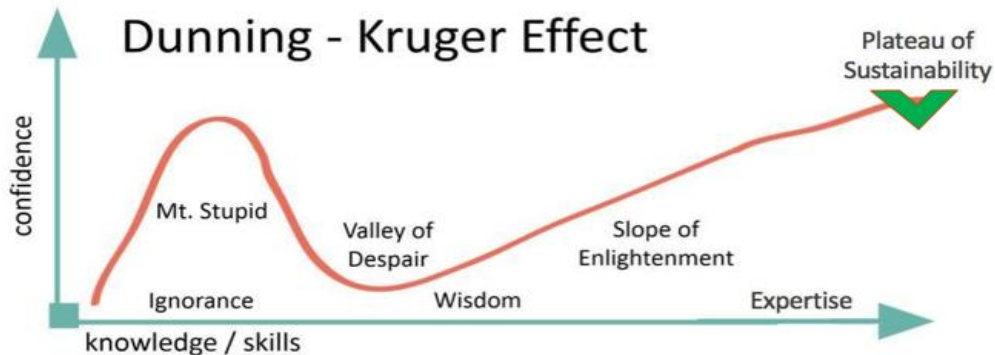 Dunning - Kruger Effect
Plateau of
Sustainability
confidence
Mt. Stupid
Valley of
Despair
Slope of
Enlightenment
Ignorance
Wisdom
Expertise
knowledge / skills